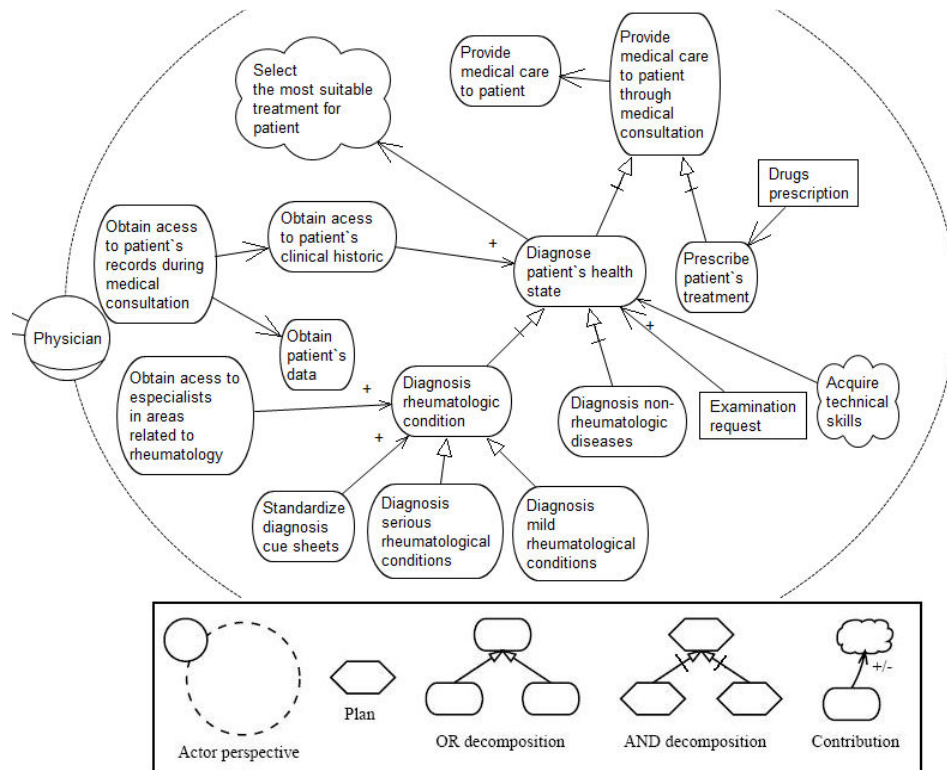 Select
the most suitable
treatment for
patient
Provide
medical care
to patient
Provide
medical care
to patient
through
medical
consultation
Drugs
prescription
Obtain acess
to patient`s
records during
medical
consultation
Obtain acess
to patient`s
clinical historic
+
Diagnose
patient`s health
state
Prescribe
patient`s
treatment
Physician
Obtain
patient`s
data
+
Obtain acess to
especialists
in areas
related to
rheumatology
+
Diagnosis
rheumatologic
condition
+
Diagnosis non-
rheumatologic
diseases
Examination
request
Acquire
technical
skills
Standardize
diagnosis
cue sheets
Diagnosis
serious
rheumatological
conditions
Diagnosis
mild
rheumatological
conditions
Actor perspective
Plan
OR decomposition
AND decomposition
+/-
Contribution